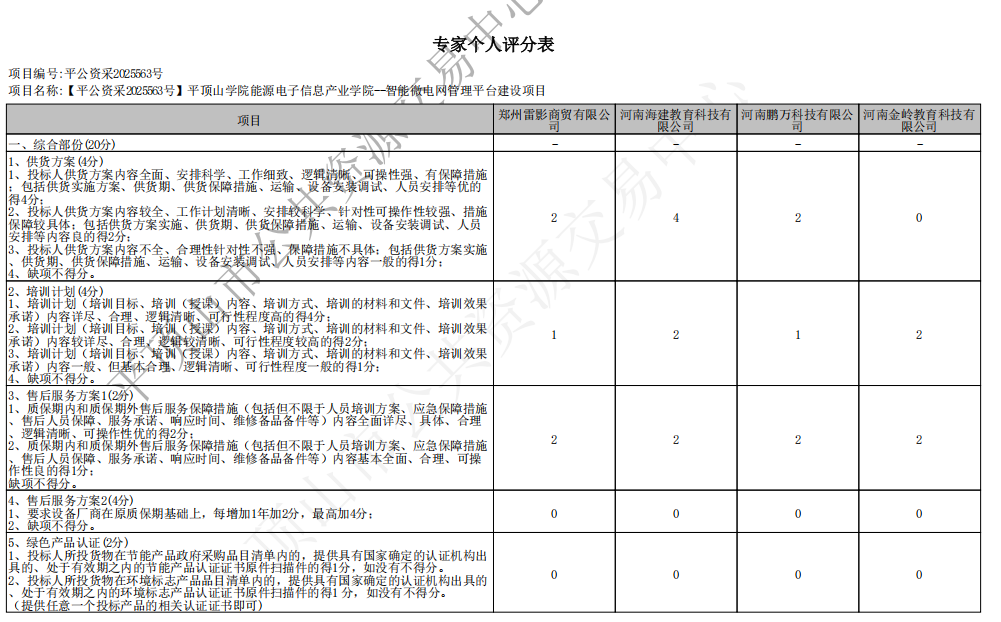 专家个人评分表
项目编号:平公资采2025563号
项目名称:【平公资采2025563号】平顶山学院能源电子信息产业学院--智能微电网管理平台建设项目
项目
郑州雷影商贸有限公
司
河南海建教育科技有
限公司
河南鹏万科技有限公
司
河南金岭教育科技有
限公司
一、综合部份(20分)
-
-
-
-
1、供货方案(4分)
1、投标人供货方案内容全面、安排科学、工作细致、逻辑清晰、可操性强、有保障措施
；包括供货实施方案、供货期、供货保障措施、运输、设备安装调试、人员安排等优的
得4分；
2、投标人供货方案内容较全、工作计划清晰、安排较科学、针对性可操作性较强、措施
保障较具体；包括供货方案实施、供货期、供货保障措施、运输、设备安装调试、人员
安排等内容良的得2分；
3、投标人供货方案内容不全、合理性针对性不强、保障措施不具体；包括供货方案实施
、供货期、供货保障措施、运输、设备安装调试、人员安排等内容一般的得1分；
4、缺项不得分。
2
4
2
0
2、培训计划(4分)
1、培训计划（培训目标、培训（授课）内容、培训方式、培训的材料和文件、培训效果
承诺）内容详尽、合理、逻辑清晰、可行性程度高的得4分；
2、培训计划（培训目标、培训（授课）内容、培训方式、培训的材料和文件、培训效果
承诺）内容较详尽、合理、逻辑较清晰、可行性程度较高的得2分；
3、培训计划（培训目标、培训（授课）内容、培训方式、培训的材料和文件、培训效果
承诺）内容一般、但基本合理、逻辑清晰、可行性程度一般的得1分；
4、缺项不得分。
1
2
1
2
3、售后服务方案1(2分)
1、质保期内和质保期外售后服务保障措施（包括但不限于人员培训方案、应急保障措施
、售后人员保障、服务承诺、响应时间、维修备品备件等）内容全面详尽、具体、合理
、逻辑清晰、可操作性优的得2分；
2、质保期内和质保期外售后服务保障措施（包括但不限于人员培训方案、应急保障措施
、售后人员保障、服务承诺、响应时间、维修备品备件等）内容基本全面、合理、可操
作性良的得1分；
缺项不得分。
2
2
2
2
4、售后服务方案2(4分)
1、要求设备厂商在原质保期基础上，每增加1年加2分，最高加4分；
2、缺项不得分。
0
0
0
0
5、绿色产品认证(2分)
1、投标人所投货物在节能产品政府采购品目清单内的，提供具有国家确定的认证机构出
具的、处于有效期之内的节能产品认证证书原件扫描件的得1分，如没有不得分。
2、投标人所投货物在环境标志产品品目清单内的，提供具有国家确定的认证机构出具的
、处于有效期之内的环境标志产品认证证书原件扫描件的得1 分，如没有不得分。
（提供任意一个投标产品的相关认证证书即可)
0
0
0
0
平顶山市公共资源交易中心
顶山市公共资源交易中心